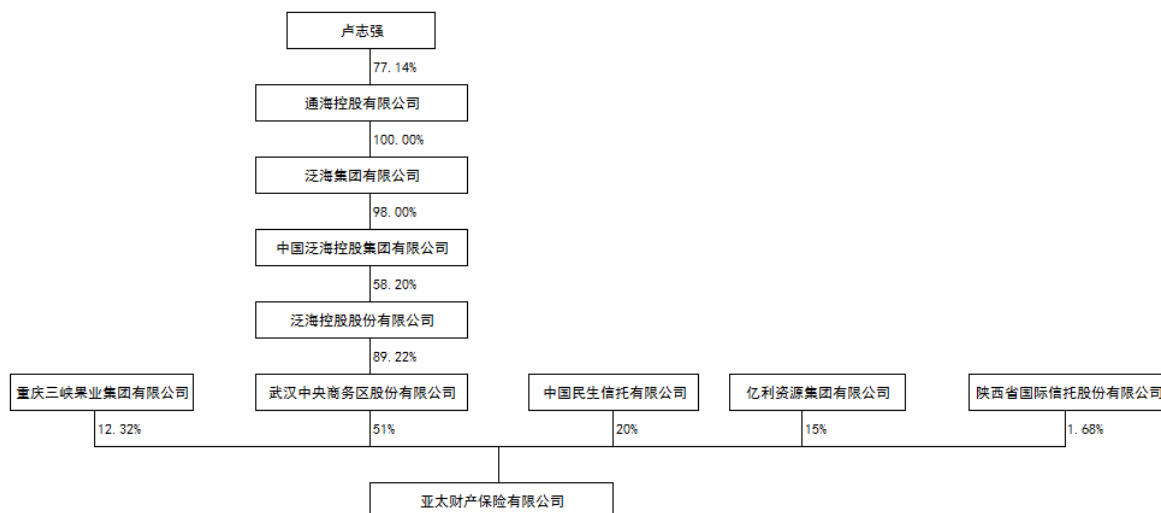 卢志强
77.14%
通海控股有限公司
100.00%
泛海集团有限公司
98.00%
中国泛海控股集团有限公司
58.20%
泛海控股股份有限公司
89.22%
重庆三峡果业集团有限公司 武汉中央商务区股份有限公司 中国民生信托有限公司 亿利资源集团有限公司 陕西省国际信托股份有限公司
12.32% 51% 20% 15% 1.68%
亚太财产保险有限公司